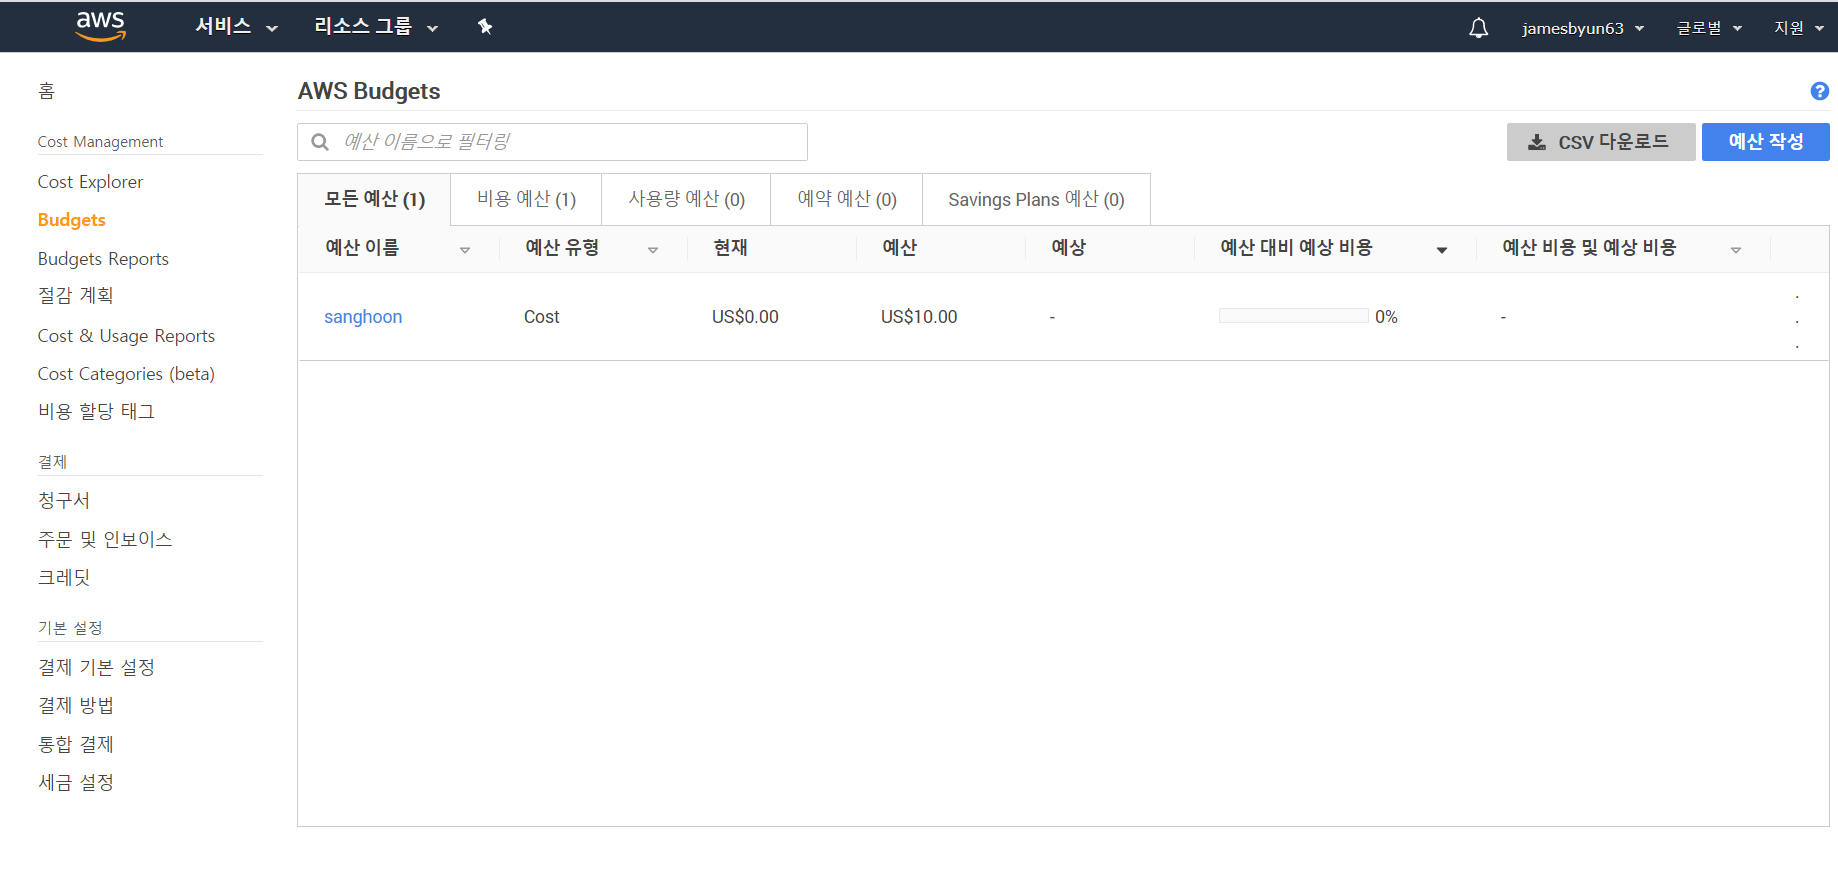 aws 서비스 리소스 그룹 jamesbyun63 글로벌 지원
홈
Cost Management
Cost Explorer
Budgets
Budgets Reports
절감 계획
Cost & Usage Reports
Cost Categories (beta)
비용 할당 태그
결제
청구서
주문 및 인보이스
크레딧
기본 설정
결제 기본 설정
결제 방법
통합 결제
세금 설정
AWS Budgets ?
예산 이름으로 필터링 CSV 다운로드 예산 작성
모든 예산 (1) 비용 예산 (1) 사용량 예산 (0) 예약 예산 (0) Savings Plans 예산 (0)
예산 이름 예산 유형 현재 예산 예상 예산 대비 예상 비용 예산 비용 및 예상 비용
sanghoon Cost US$0.00 US$10.00 - 0% -